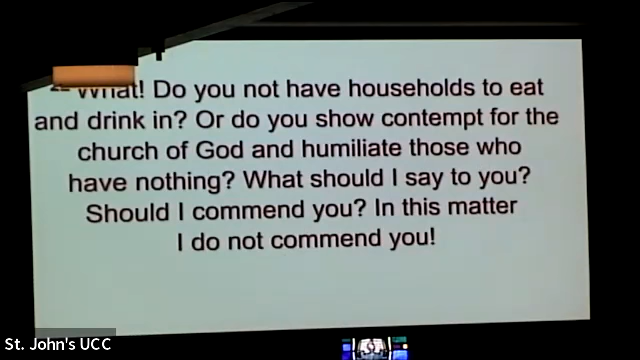 -- What! Do you not have households to eat
and drink in? Or do you show contempt for the
church of God and humiliate those who
have nothing? What should I say to you?
Should I commend you? In this matter
I do not commend you!
St. John's UCC